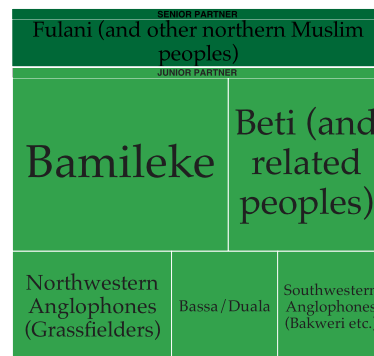 SENIOR PARTNER
Fulani (and other northern Muslim
peoples)
JUNIOR PARTNER
Bamileke
Beti (and
related
peoples)
Northwestern
Anglophones
(Grassfielders)
Bassa/Duala
Southwestern
Anglophones
(Bakweri etc.